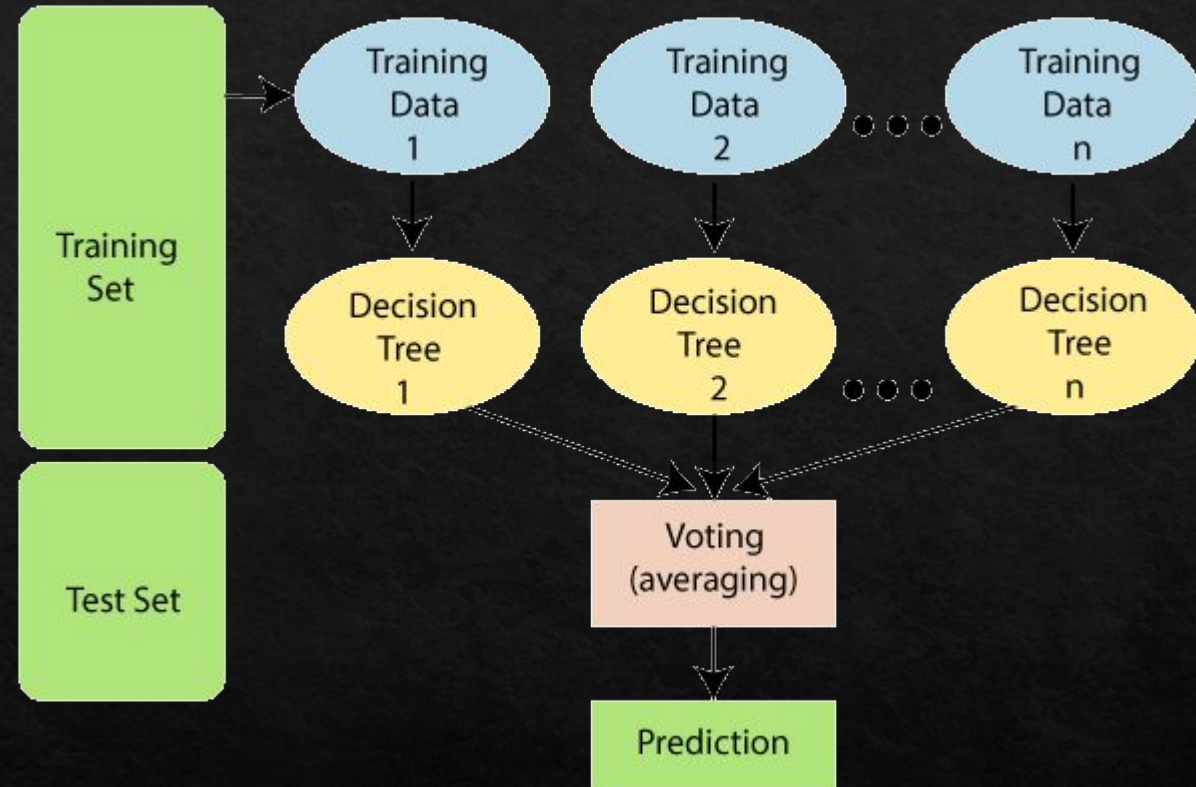 Training
Set
Test Set
Training
Data
1
Training
Data
2
Training
Data
n
Decision
Tree
1
Decision
Tree
2
Decision
Tree
n
Voting
(averaging)
Prediction